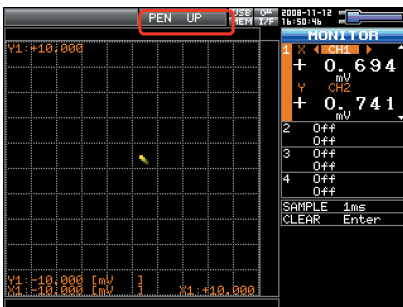 PEN UP
USB 0%
MEM I/F
2008-11-12
16:50:46
MONITOR
Y1:+10.000
1 X CH1
+ 0.694
mV
Y CH2
+ 0.741
mV
2 Off
Off
3 Off
Off
4 Off
Off
SAMPLE 1ms
CLEAR Enter
Y1:-10.000 [mV ]
X1:-10.000 [mV ] X1:+10.000